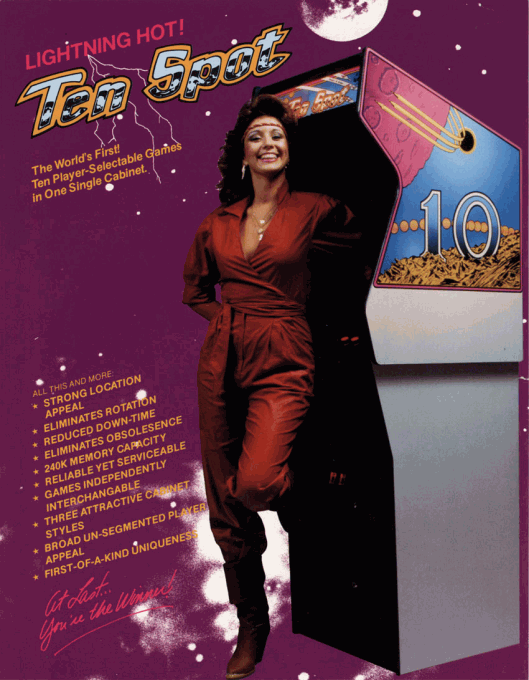 LIGHTNING HOT!
Ten Spot
The World's First!
Ten Player-Selectable Games
in One Single Cabinet.
Ten Spot
10
ALL THIS AND MORE:
* STRONG LOCATION
APPEAL
* ELIMINATES ROTATION
* REDUCED DOWN-TIME
* ELIMINATES OBSOLESENCE
* 240K MEMORY CAPACITY
* RELIABLE YET SERVICEABLE
* GAMES INDEPENDENTLY
INTERCHANGABLE
* THREE ATTRACTIVE CABINET
STYLES
* BROAD UN-SEGMENTED PLAYER
APPEAL
* FIRST-OF-A-KIND UNIQUENESS
At Last...
You're the Winner!